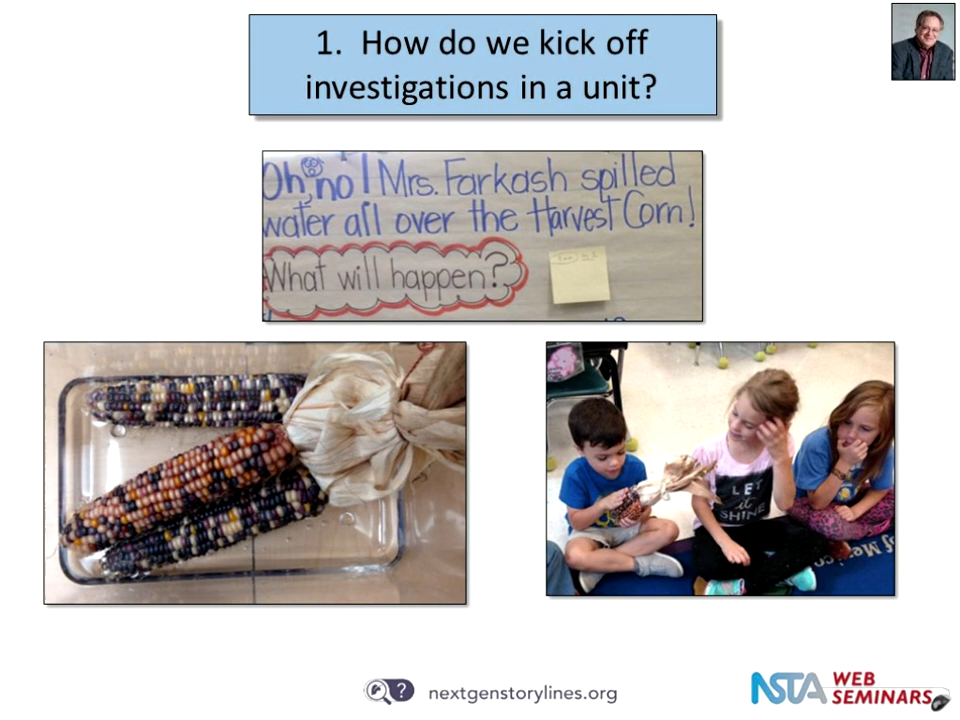 1. How do we kick off
investigations in a unit?
Oh, no! Mrs. Farkash spilled
water all over the Harvest Corn!
What will happen?
LET
it
SHINE
nextgenstorylines.org
NSTA WEB
SEMINARS